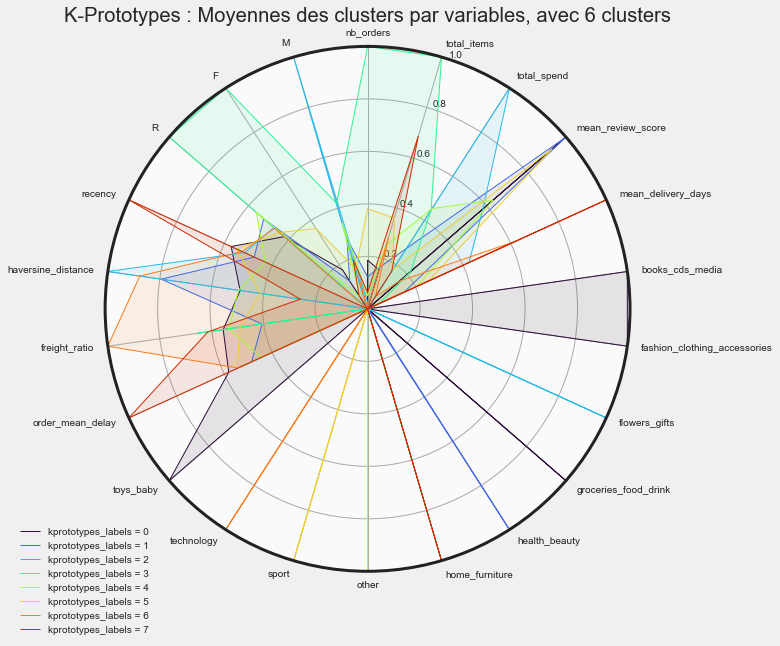 K-Prototypes : Moyennes des clusters par variables, avec 6 clusters
nb_orders
total_items
total_spend
mean_review_score
mean_delivery_days
books_cds_media
fashion_clothing_accessories
flowers_gifts
groceries_food_drink
health_beauty
home_furniture
other
sport
technology
toys_baby
order_mean_delay
freight_ratio
haversine_distance
recency
R
F
M
1.0
0.8
0.6
0.4
0.2
kprototypes_labels = 0
kprototypes_labels = 1
kprototypes_labels = 2
kprototypes_labels = 3
kprototypes_labels = 4
kprototypes_labels = 5
kprototypes_labels = 6
kprototypes_labels = 7